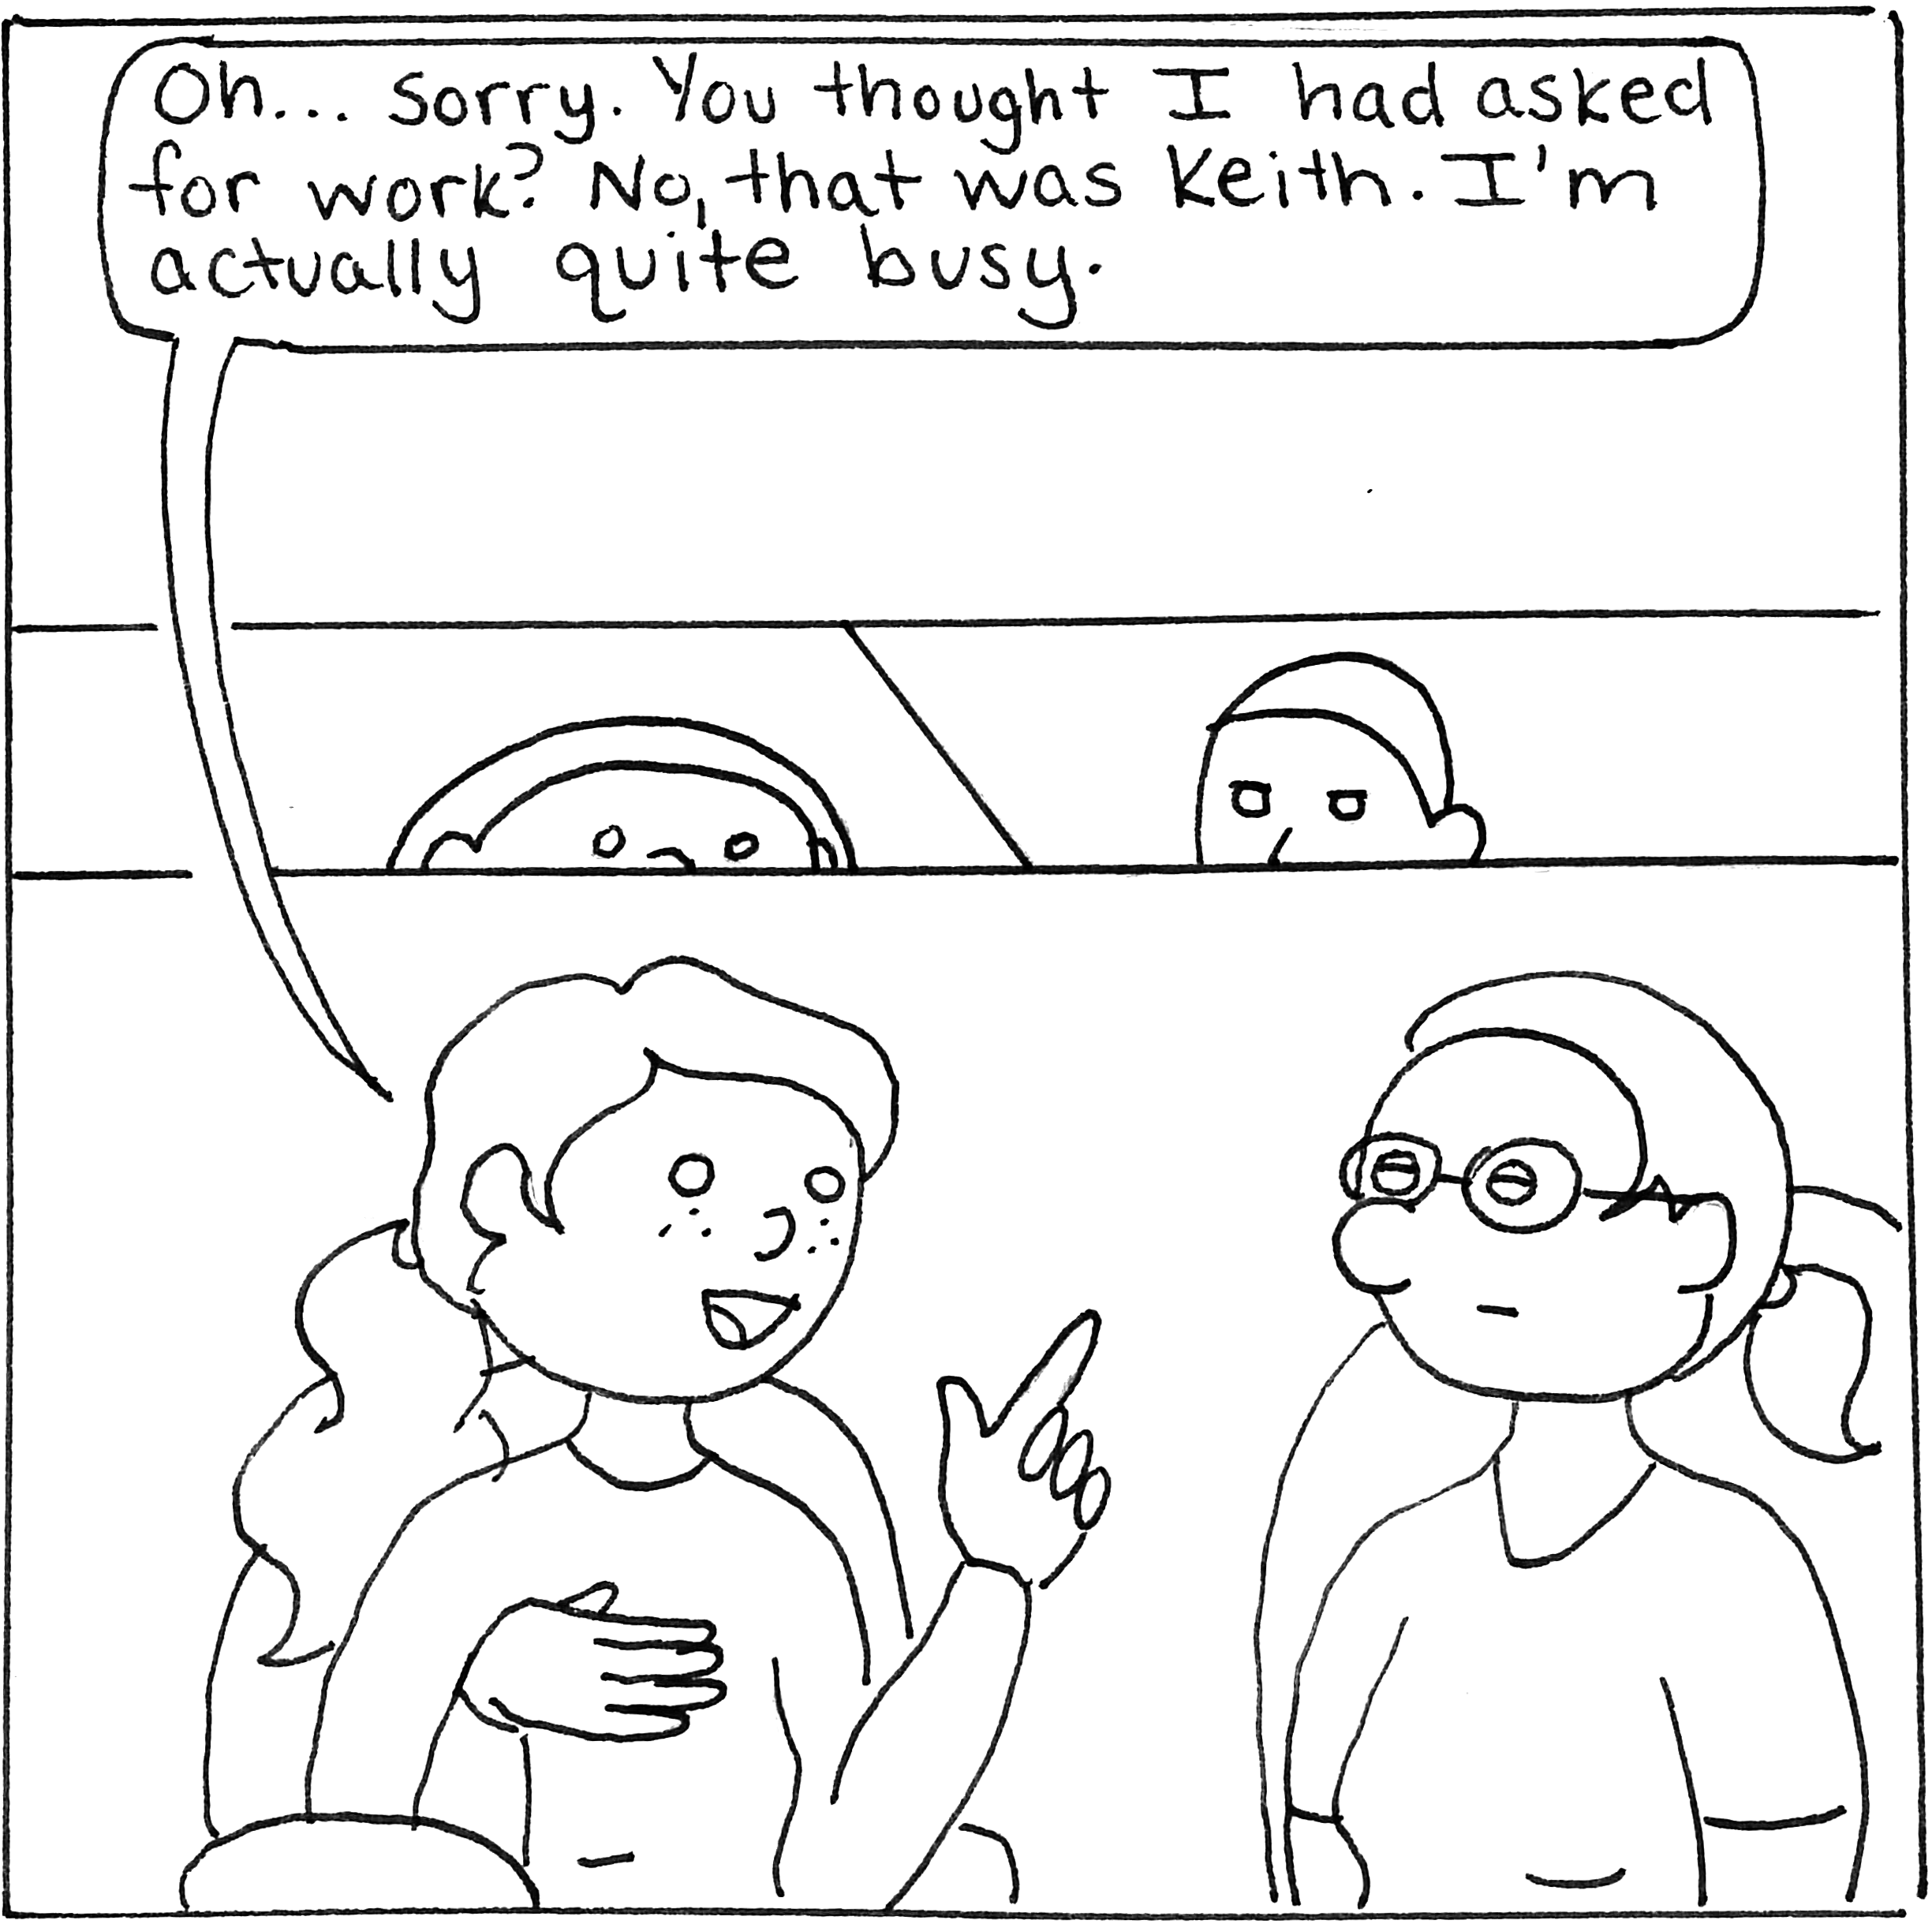 Oh... sorry. You thought I had asked
for work? No, that was Keith. I'm
actually quite busy.